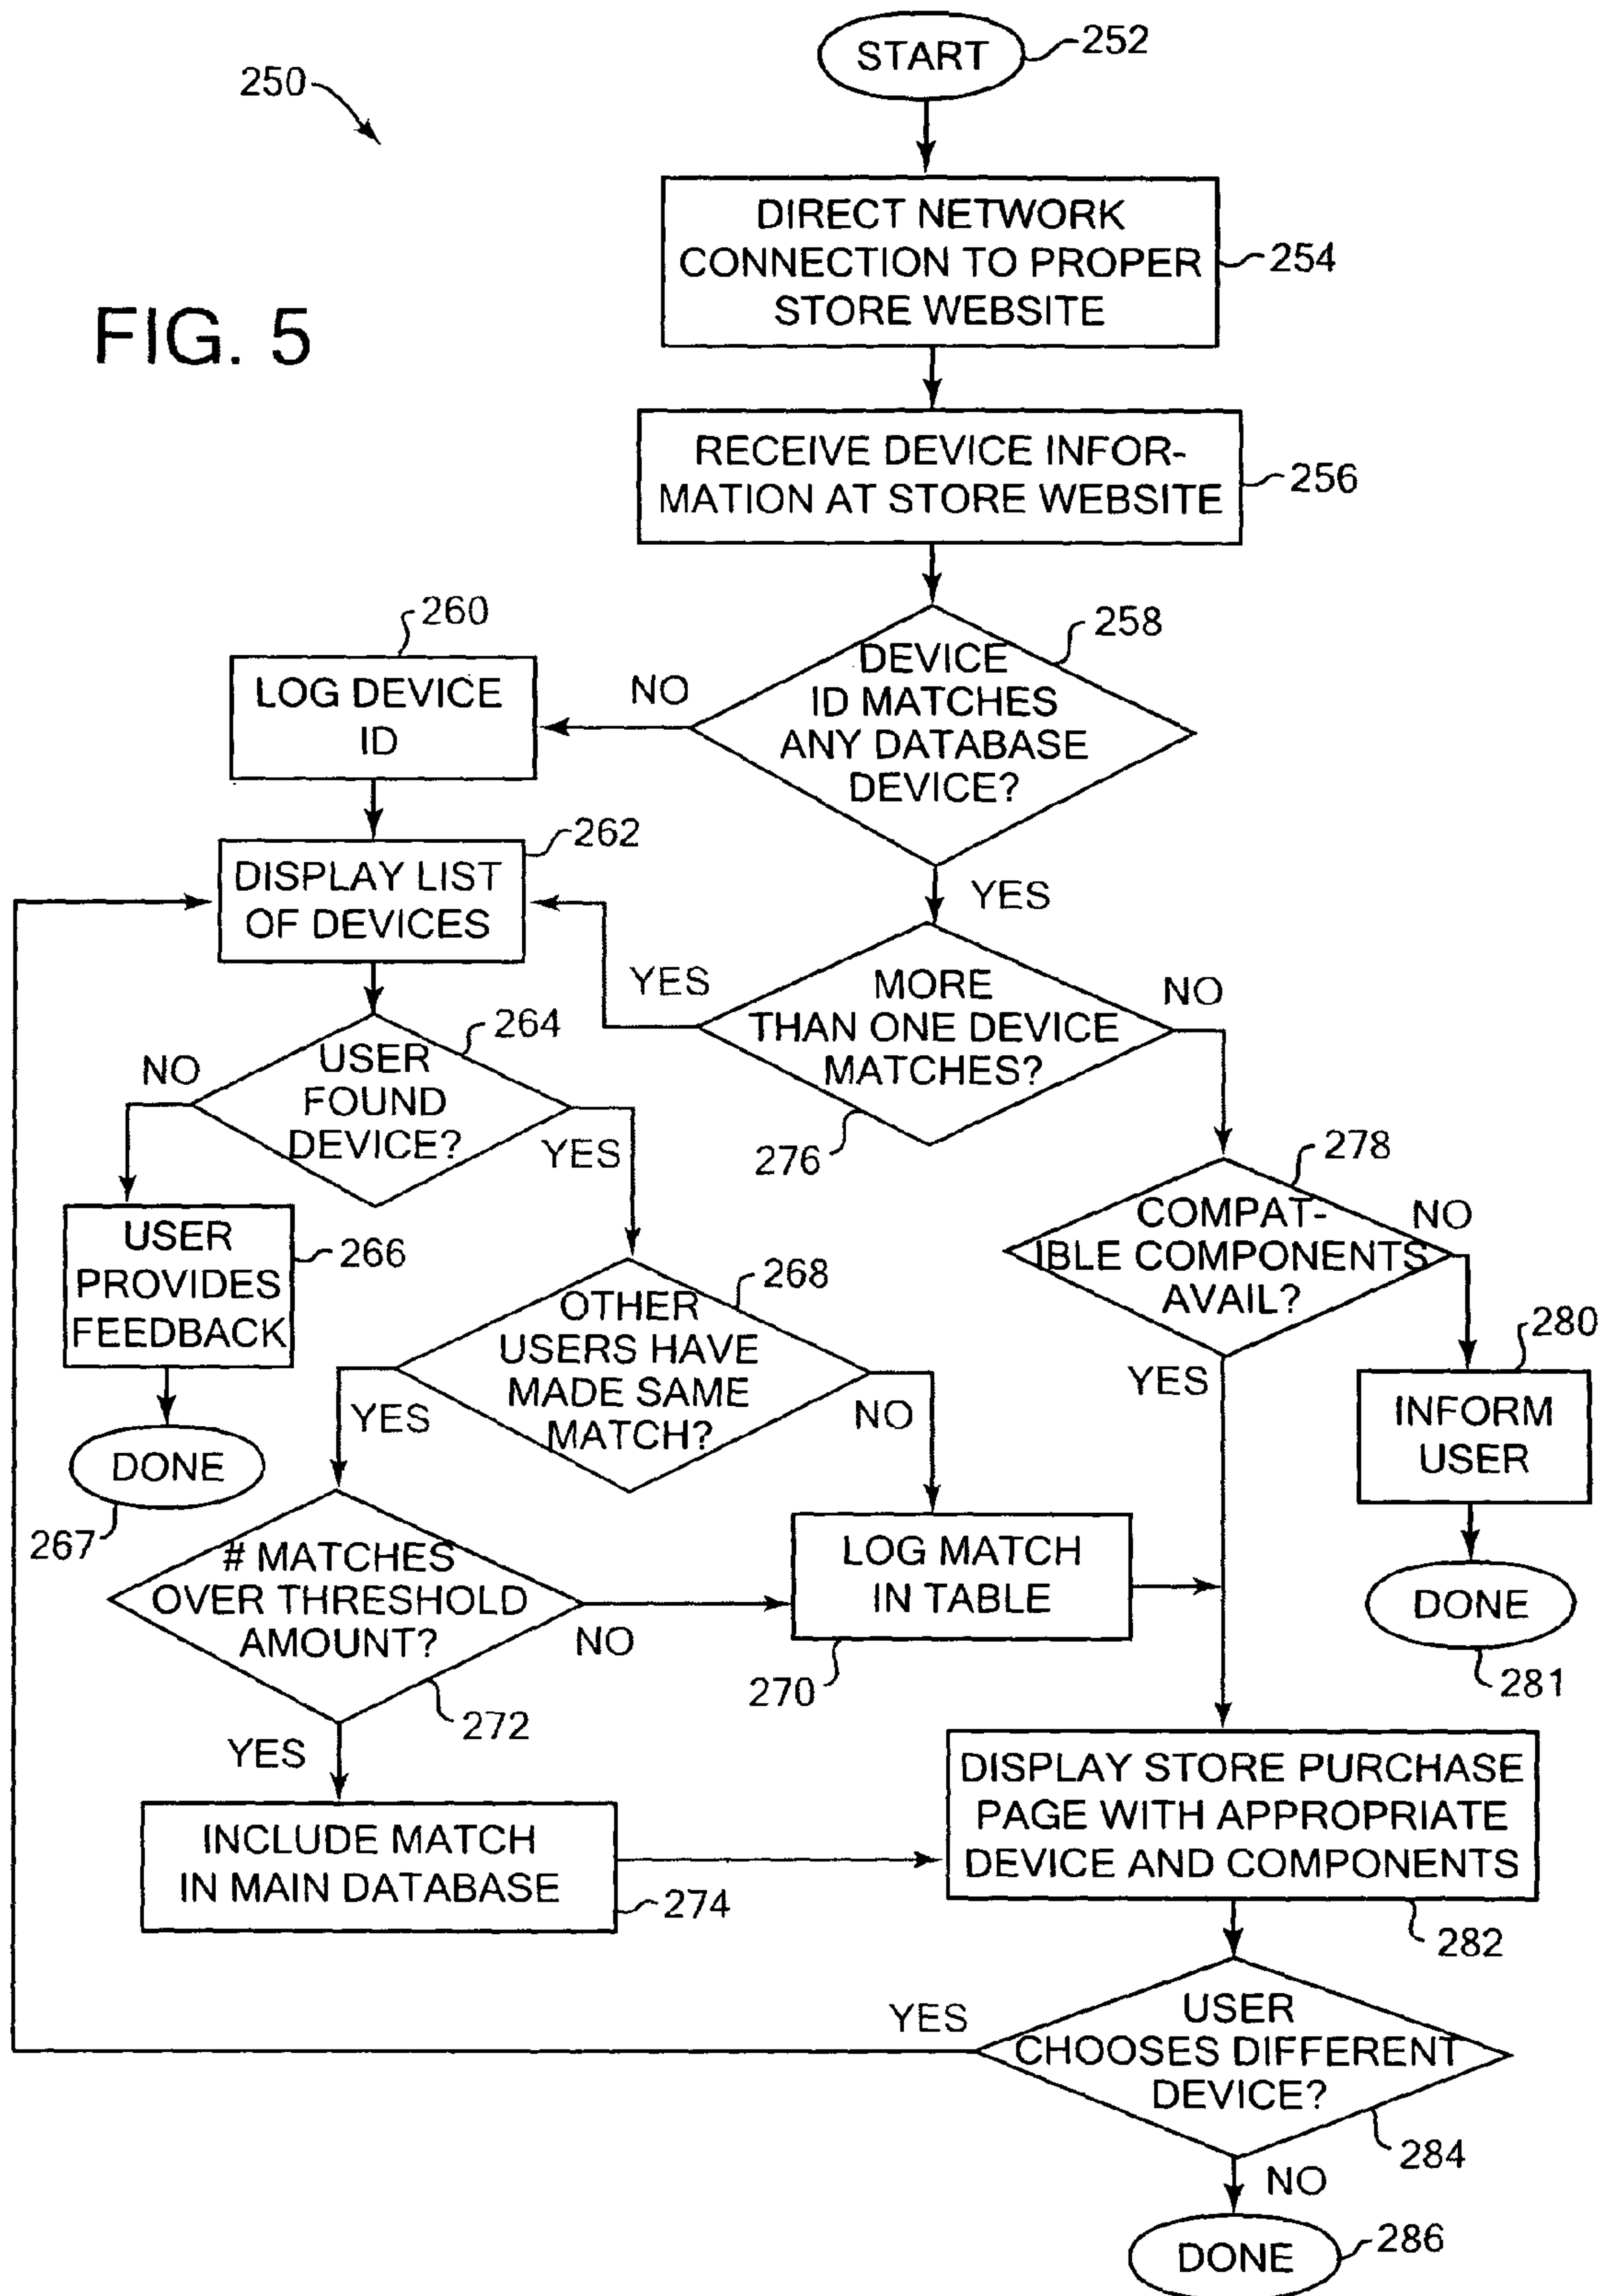 START
252
250
DIRECT NETWORK
CONNECTION TO PROPER
STORE WEBSITE
254
FIG. 5
RECEIVE DEVICE INFOR-
MATION AT STORE WEBSITE
256
260
LOG DEVICE
ID
NO
258
DEVICE
ID MATCHES
ANY DATABASE
DEVICE?
YES
262
DISPLAY LIST
OF DEVICES
YES
MORE
THAN ONE DEVICE
MATCHES?
NO
276
264
NO
USER
FOUND
DEVICE?
YES
278
COMPAT-
IBLE COMPONENTS
AVAIL?
NO
YES
USER
PROVIDES
FEEDBACK
266
268
OTHER
USERS HAVE
MADE SAME
MATCH?
YES
NO
280
INFORM
USER
DONE
267
# MATCHES
OVER THRESHOLD
AMOUNT?
NO
272
YES
LOG MATCH
IN TABLE
270
DONE
281
INCLUDE MATCH
IN MAIN DATABASE
274
DISPLAY STORE PURCHASE
PAGE WITH APPROPRIATE
DEVICE AND COMPONENTS
282
YES
USER
CHOOSES DIFFERENT
DEVICE?
284
NO
DONE
286